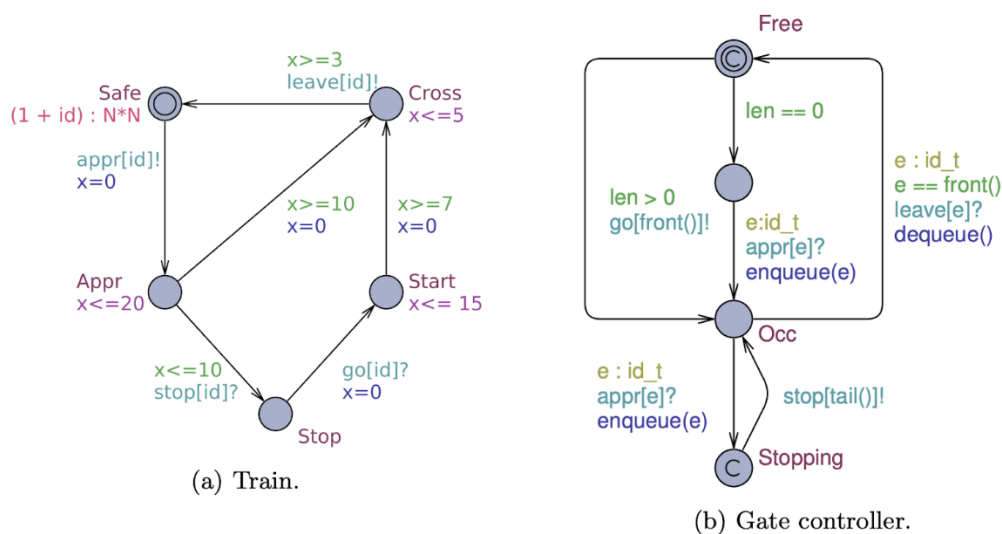 x>=3
leave[id]!
Safe
(1 + id) : N*N
Cross
x<=5
appr[id]!
x=0
x>=10
x=0
x>=7
x=0
Appr
x<=20
Start
x<= 15
x<=10
stop[id]?
go[id]?
x=0
Stop
(a) Train.
Free
C
len == 0
len > 0
go[front()]!
e:id_t
appr[e]?
enqueue(e)
e : id_t
e == front()
leave[e]?
dequeue()
Occ
e : id_t
appr[e]?
enqueue(e)
stop[tail()]!
C
Stopping
(b) Gate controller.